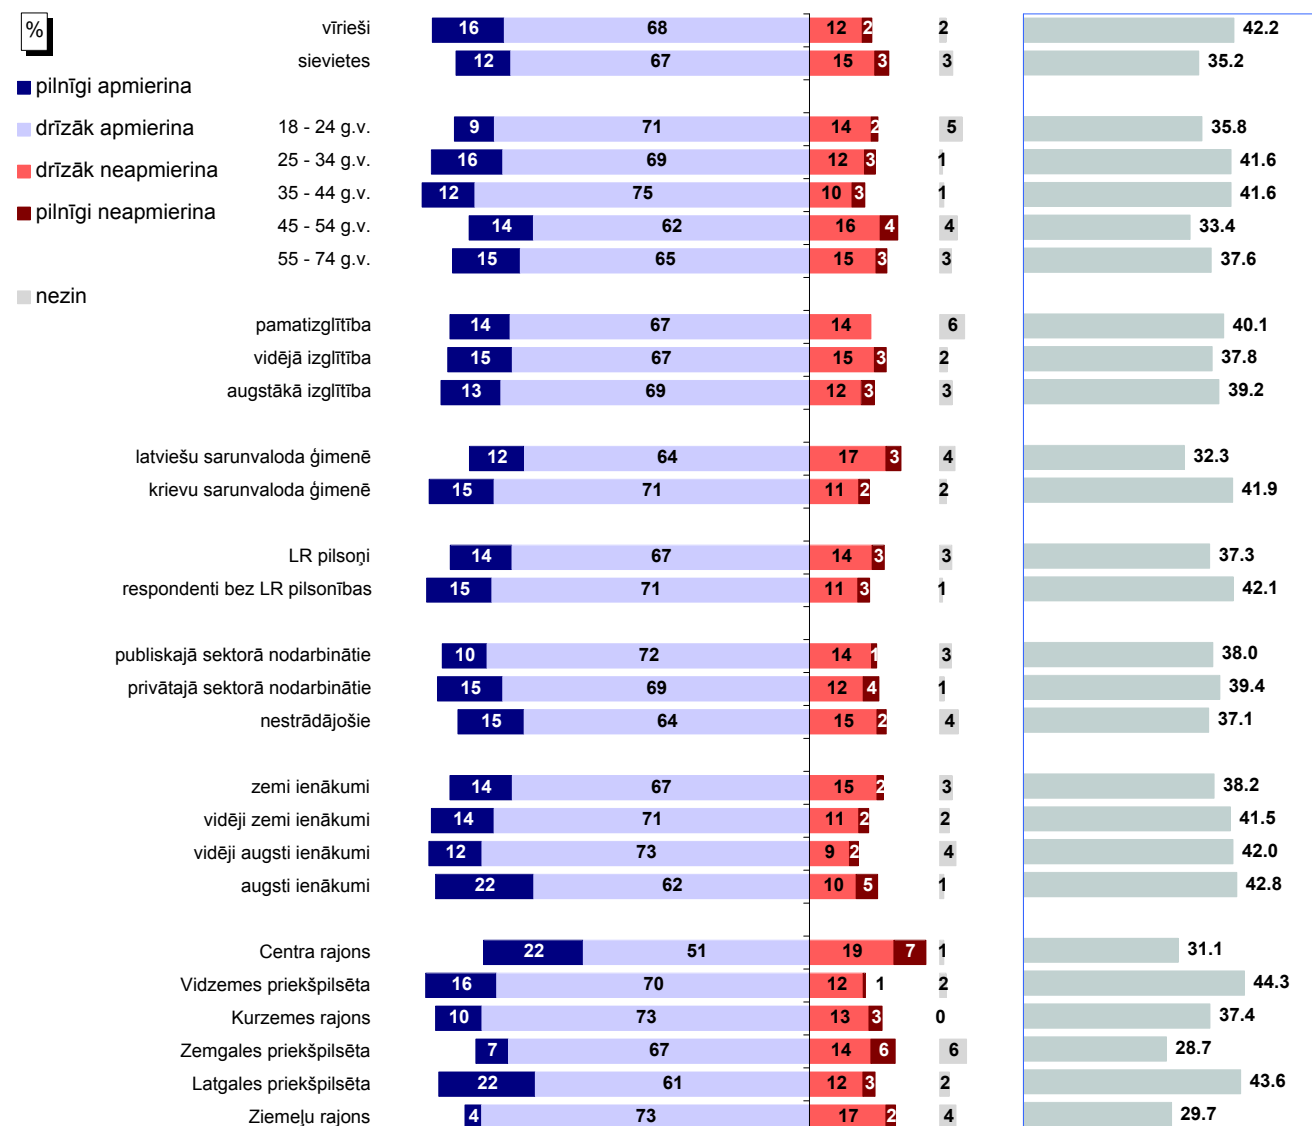 %
pilnīgi apmierina
drīzāk apmierina
drīzāk neapmierina
pilnīgi neapmierina
nezin
vīrieši 16 68 12 2 2 42.2
sievietes 12 67 15 3 3 35.2
18 - 24 g.v. 9 71 14 2 5 35.8
25 - 34 g.v. 16 69 12 3 1 41.6
35 - 44 g.v. 12 75 10 3 1 41.6
45 - 54 g.v. 14 62 16 4 4 33.4
55 - 74 g.v. 15 65 15 3 3 37.6
pamatizglītība 14 67 14 6 40.1
vidējā izglītība 15 67 15 3 2 37.8
augstākā izglītība 13 69 12 3 3 39.2
latviešu sarunvaloda ģimenē 12 64 17 3 4 32.3
krievu sarunvaloda ģimenē 15 71 11 2 2 41.9
LR pilsoņi 14 67 14 3 3 37.3
respondenti bez LR pilsonības 15 71 11 3 1 42.1
publiskajā sektorā nodarbinātie 10 72 14 1 3 38.0
privātajā sektorā nodarbinātie 15 69 12 4 1 39.4
nestrādājošie 15 64 15 2 4 37.1
zemi ienākumi 14 67 15 2 3 38.2
vidēji zemi ienākumi 14 71 11 2 2 41.5
vidēji augsti ienākumi 12 73 9 2 4 42.0
augsti ienākumi 22 62 10 5 1 42.8
Centra rajons 22 51 19 7 1 31.1
Vidzemes priekšpilsēta 16 70 12 1 2 44.3
Kurzemes rajons 10 73 13 3 0 37.4
Zemgales priekšpilsēta 7 67 14 6 6 28.7
Latgales priekšpilsēta 22 61 12 3 2 43.6
Ziemeļu rajons 4 73 17 2 4 29.7